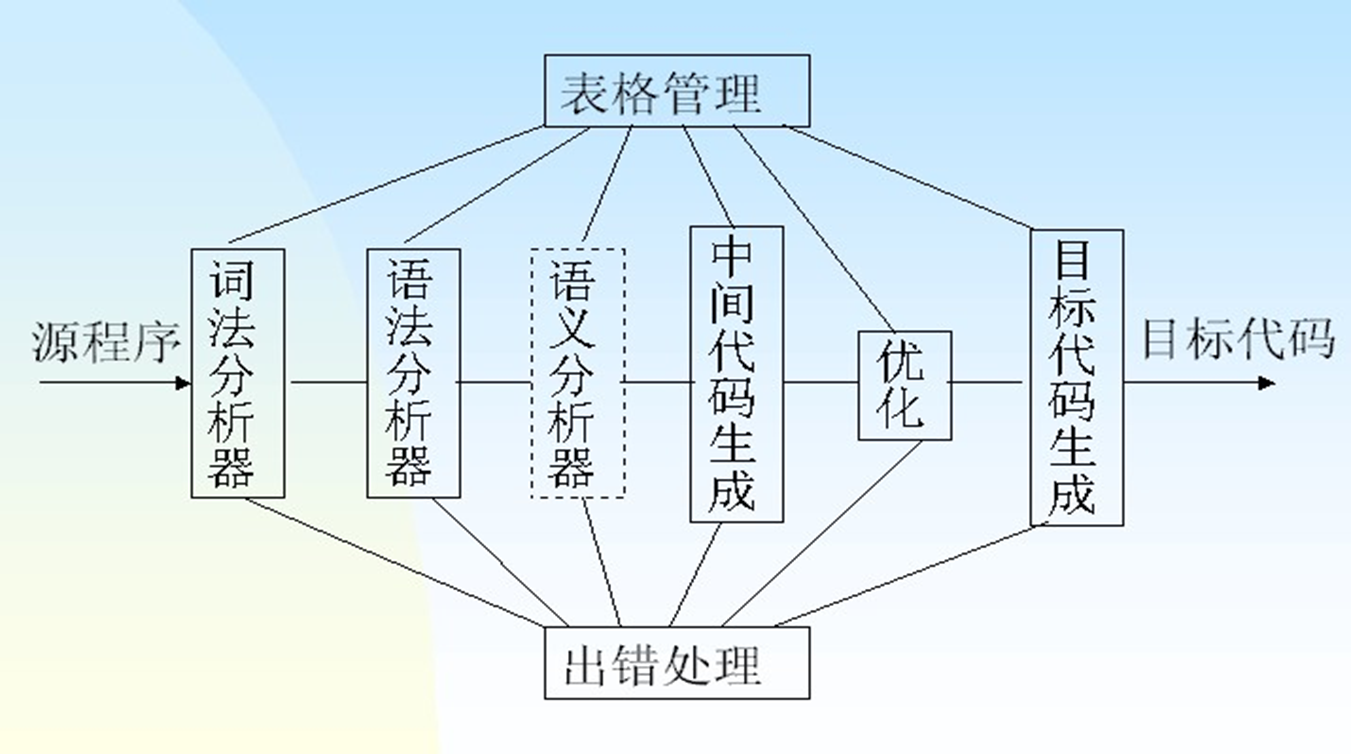 表格管理
源程序
词法分析器
语法分析器
语义分析器
中间代码生成
优化
目标代码生成
目标代码
出错处理